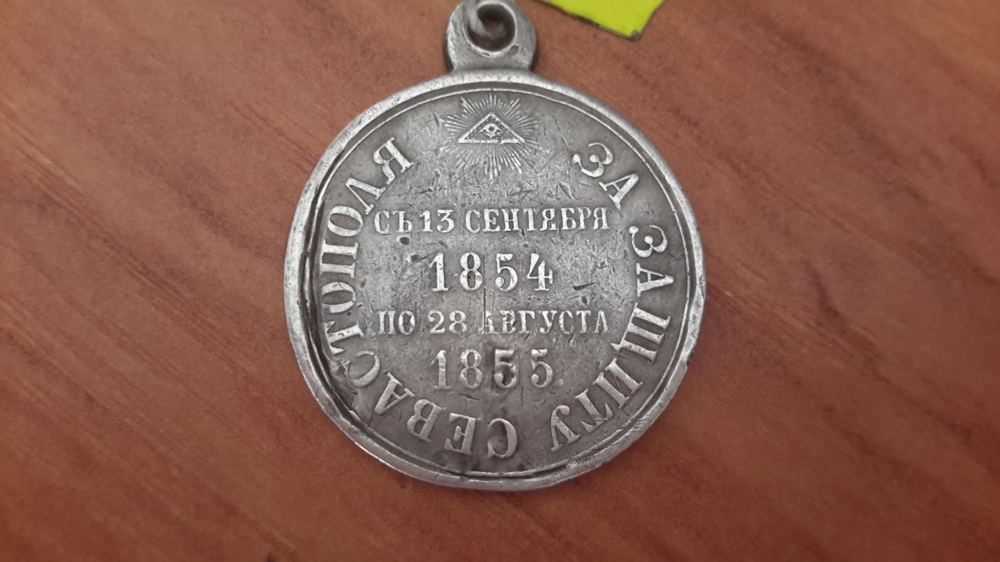 ЗА ЗАЩИТУ СЕВАСТОПОЛЯ
СЪ 13 СЕНТЯБРЯ
1854
ПО 28 АВГУСТА
1855.